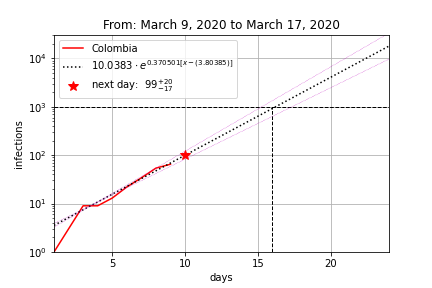 From: March 9, 2020 to March 17, 2020
Colombia
10.0383 · e^{0.370501[x−(3.80385)]}
next day: 99^{+20}_{−17}
10^4
10^3
10^2
10^1
10^0
infections
5 10 15 20
days